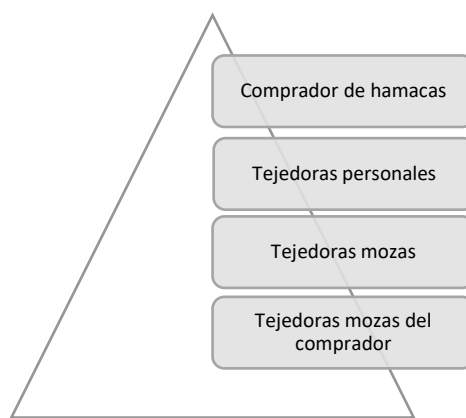 Comprador de hamacas
Tejedoras personales
Tejedoras mozas
Tejedoras mozas del
comprador